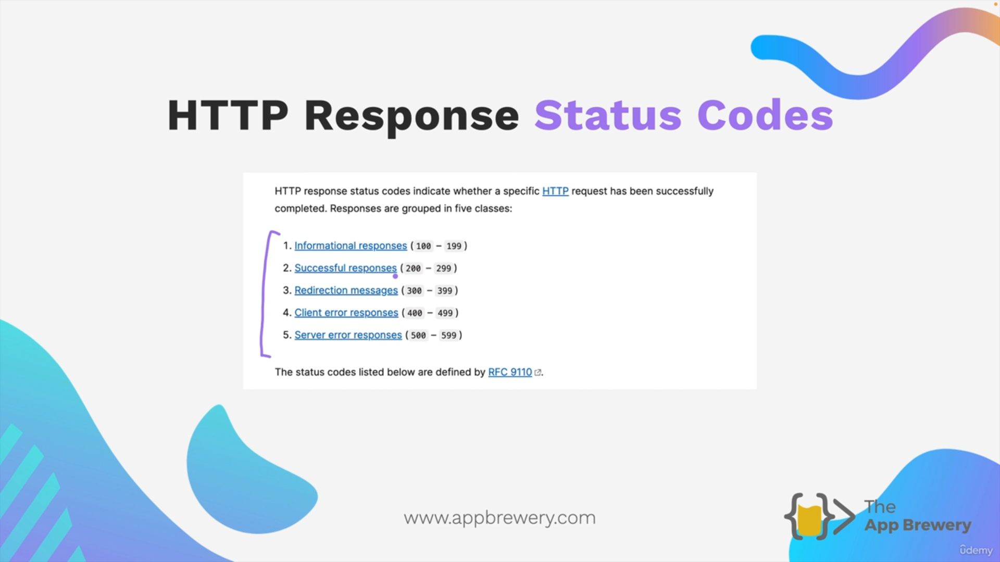 HTTP Response Status Codes
HTTP response status codes indicate whether a specific HTTP request has been successfully
completed. Responses are grouped in five classes:
1. Informational responses (100 – 199)
2. Successful responses (200 – 299)
3. Redirection messages (300 – 399)
4. Client error responses (400 – 499)
5. Server error responses (500 – 599)
The status codes listed below are defined by RFC 9110.
www.appbrewery.com
The
App Brewery
ûdemy